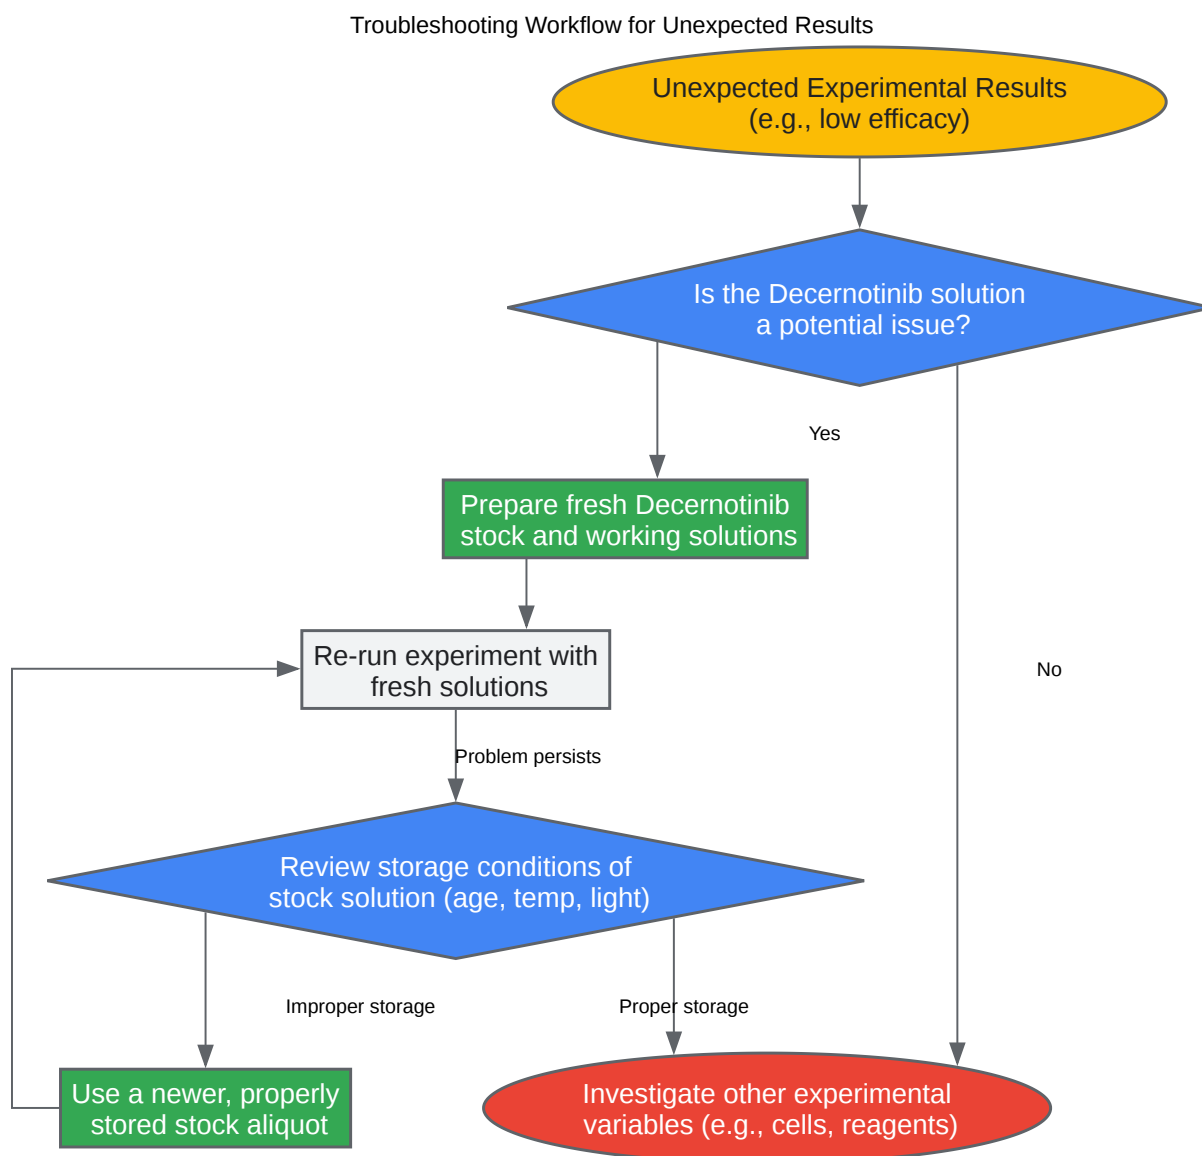 Troubleshooting Workflow for Unexpected Results
Unexpected Experimental Results
(e.g., low efficacy)
Is the Decernotinib solution
a potential issue?
Yes
Prepare fresh Decernotinib
stock and working solutions
Re-run experiment with
fresh solutions
No
Problem persists
Review storage conditions of
stock solution (age, temp, light)
Improper storage
Proper storage
Use a newer, properly
stored stock aliquot
Investigate other experimental
variables (e.g., cells, reagents)